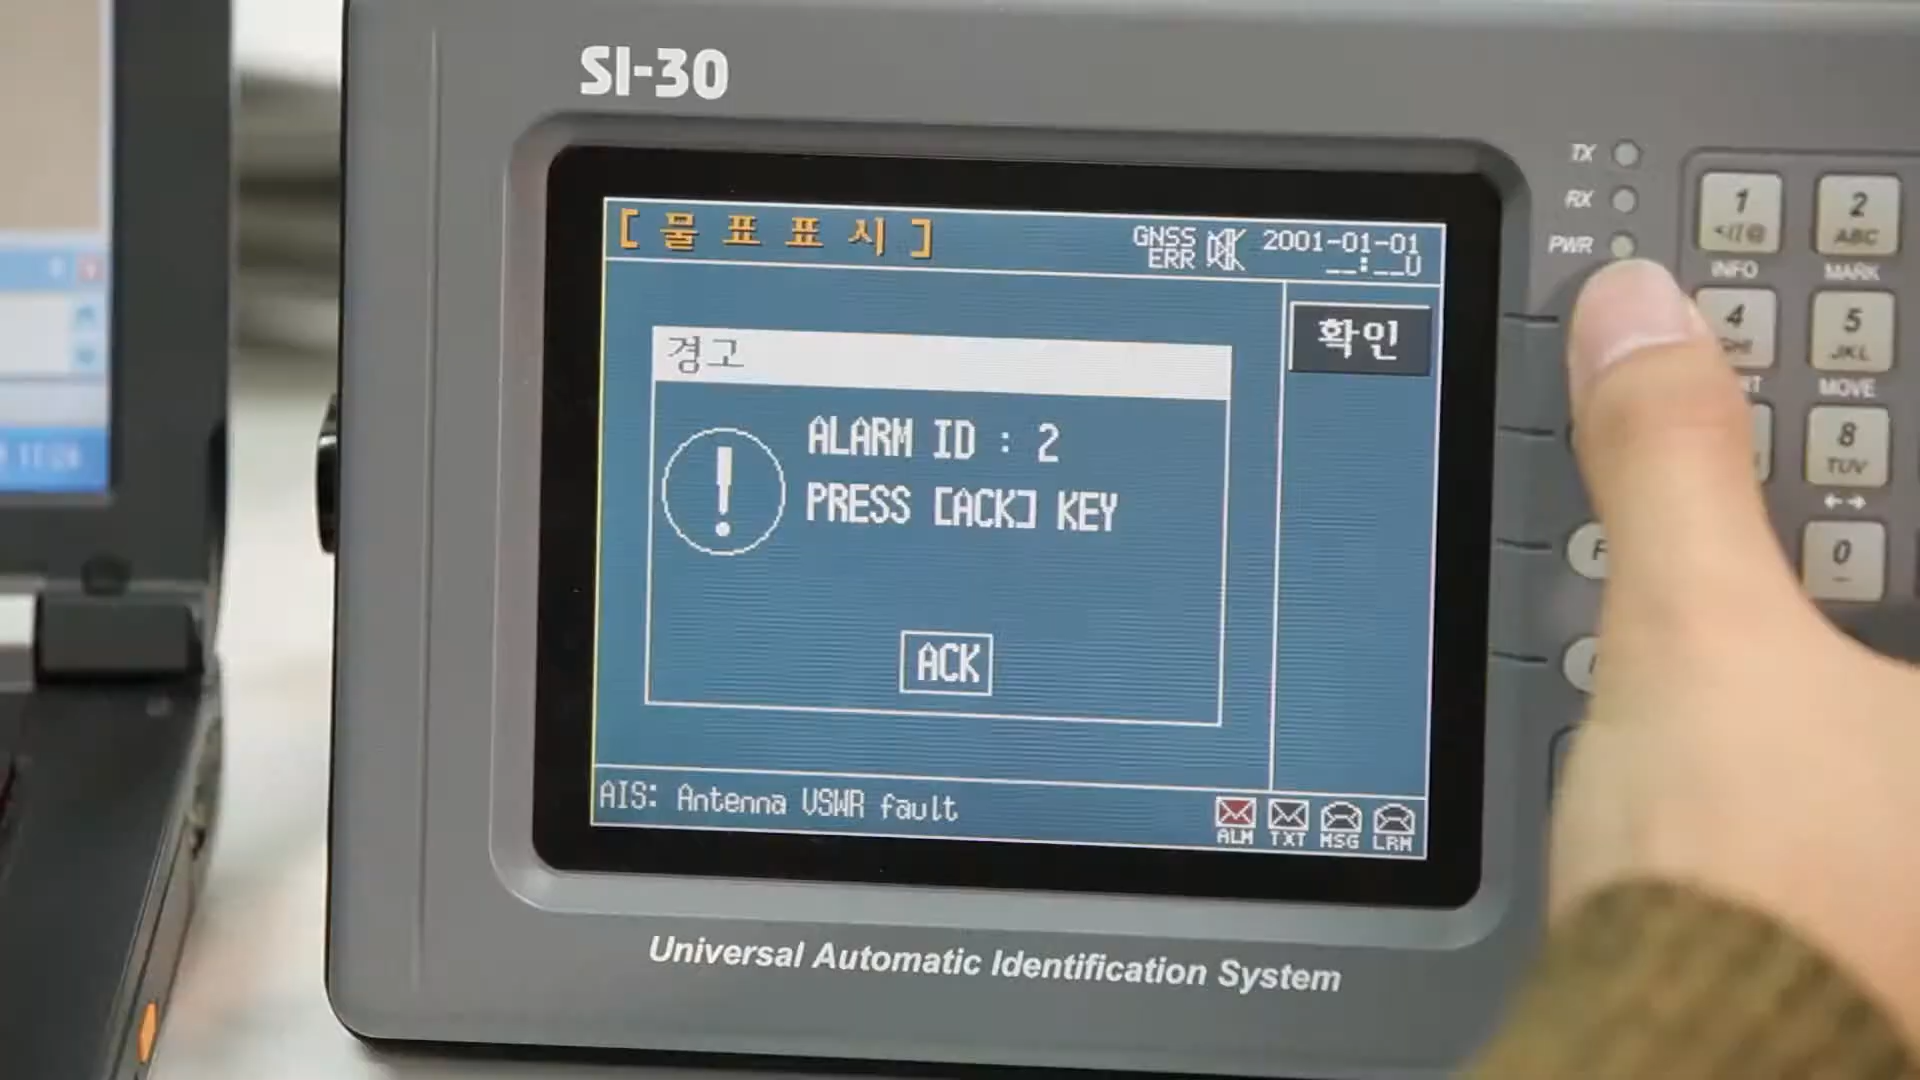 SI-30
[물표표시]
GNSS
ERR
2001-01-01
__:__U
확인
경고
ALARM ID : 2
PRESS [ACK] KEY
ACK
AIS: Antenna VSWR fault
ALM TXT MSG LRM
Universal Automatic Identification System
TX
RX
PWR
1
2
ABC
INFO
MARK
4
5
JKL
MOVE
8
TUV
0